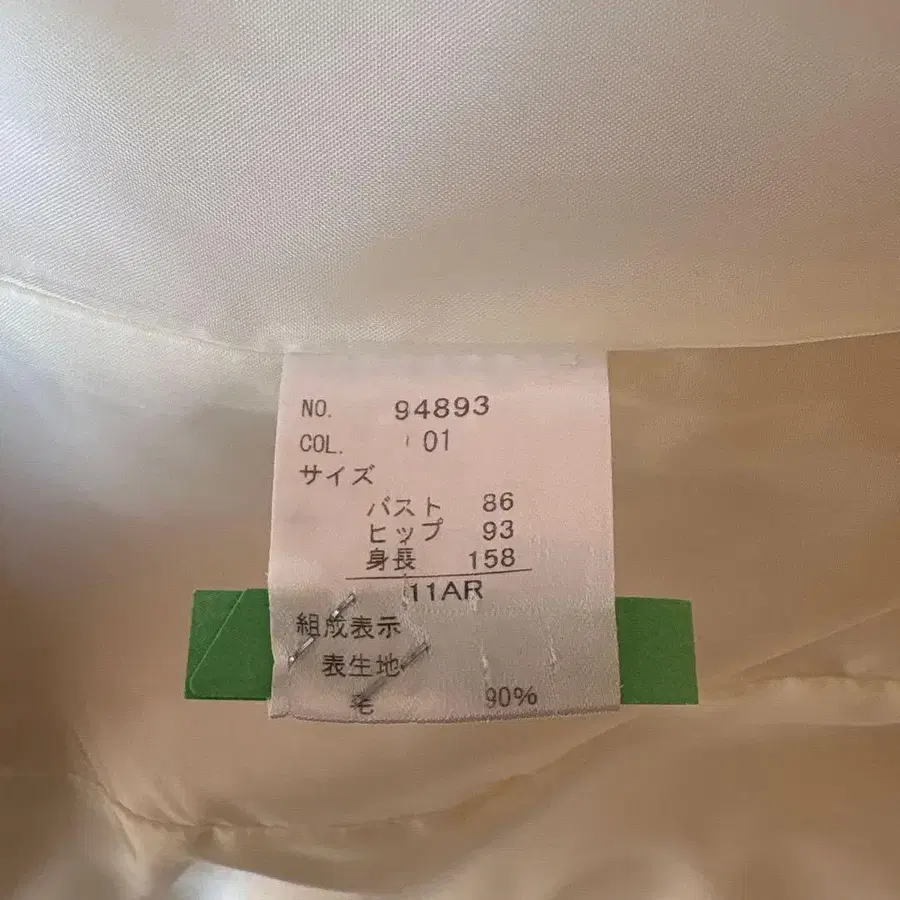 NO. 94893
COL. 01
サイズ
バスト 86
ヒップ 93
身長 158
11AR
組成表示
表生地
毛 90%